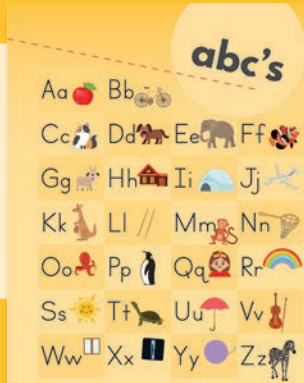 abc's
Aa Bb
Cc Dd Ee Ff
Gg Hh Ii Jj
Kk Ll Mm Nn
Oo Pp Qq Rr
Ss Tt Uu Vv
Ww Xx Yy Zz